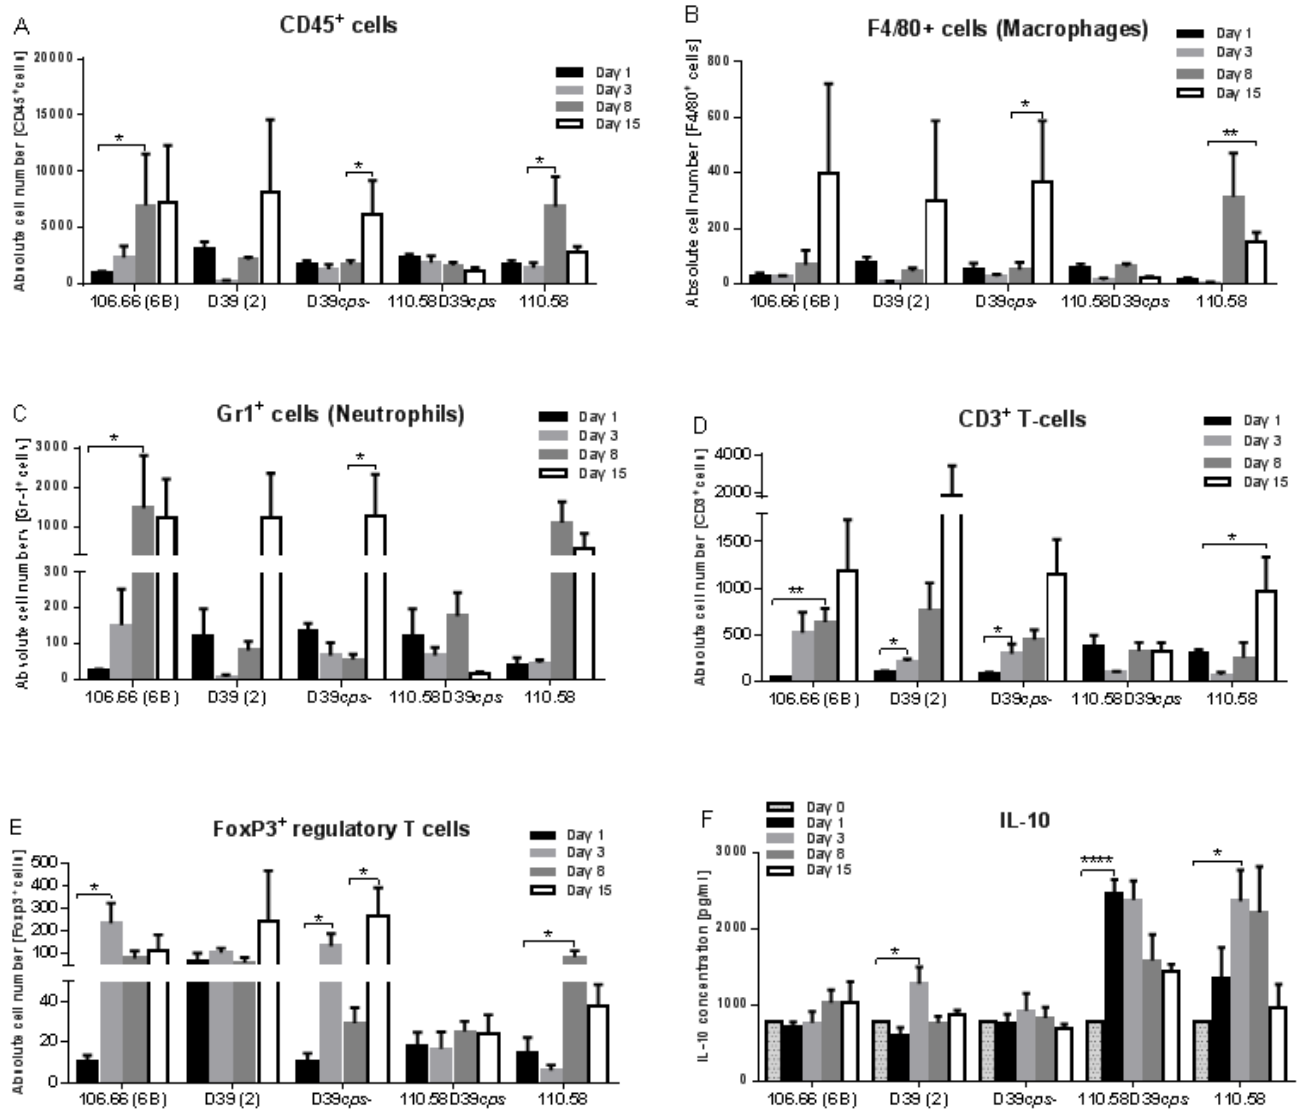 A
CD45+ cells
Absolute cell number [CD45+cells]
20000
15000
10000
5000
0
Day 1
Day 3
Day 8
Day 15
*
*
*
106.66 (6B) D39 (2) D39cps- 110.58D39cps 110.58
B
F4/80+ cells (Macrophages)
Absolute cell number [F4/80+ cells]
800
600
400
200
0
Day 1
Day 3
Day 8
Day 15
*
**
106.66 (6B) D39 (2) D39cps- 110.58D39cps 110.58
C
Gr1+ cells (Neutrophils)
Absolute cell numbers [Gr-1+ cells]
3000
2000
1000
300
200
100
0
Day 1
Day 3
Day 8
Day 15
*
*
106.66 (6B) D39 (2) D39cps- 110.58D39cps 110.58
D
CD3+ T-cells
Absolute cell number [CD3+cells]
4000
2000
1500
1000
500
0
Day 1
Day 3
Day 8
Day 15
**
*
*
*
106.66 (6B) D39 (2) D39cps- 110.58D39cps 110.58
E
FoxP3+ regulatory T cells
Absolute cell number [Foxp3+cells]
500
400
300
200
100
40
20
0
Day 1
Day 3
Day 8
Day 15
*
*
*
*
106.66 (6B) D39 (2) D39cps- 110.58D39cps 110.58
F
IL-10
IL-10 concentration [pg/ml]
3000
2000
1000
0
Day 0
Day 1
Day 3
Day 8
Day 15
*
****
*
106.66 (6B) D39 (2) D39cps- 110.58D39cps 110.58